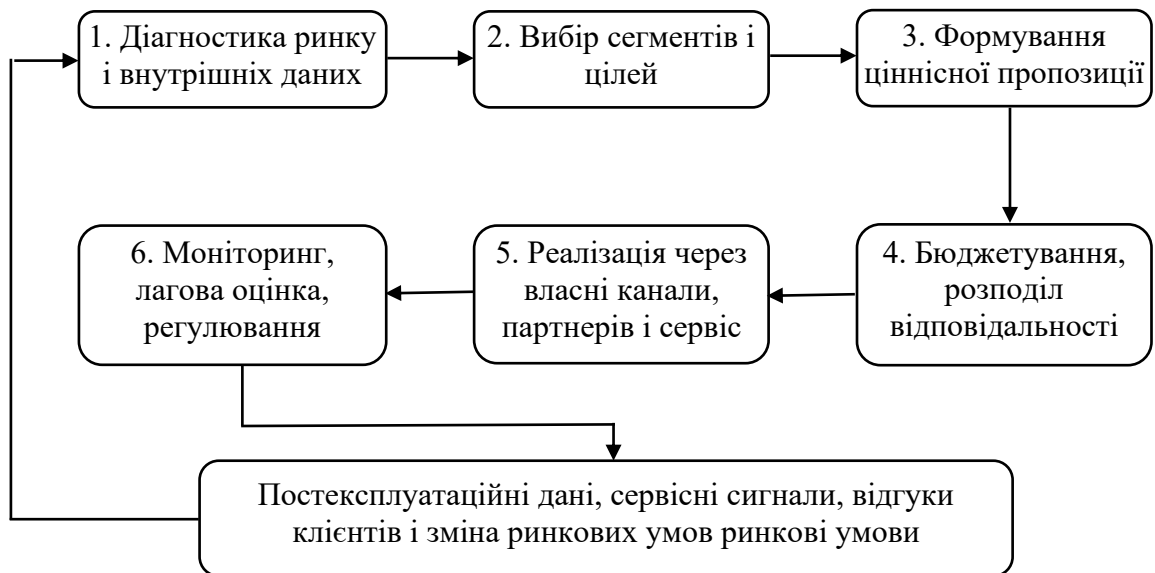 1. Діагностика ринку
і внутрішніх даних
2. Вибір сегментів і
цілей
3. Формування
ціннісної пропозиції
4. Бюджетування,
розподіл
відповідальності
5. Реалізація через
власні канали,
партнерів і сервіс
6. Моніторинг,
лагова оцінка,
регулювання
Постексплуатаційні дані, сервісні сигнали, відгуки
клієнтів і зміна ринкових умов ринкові умови